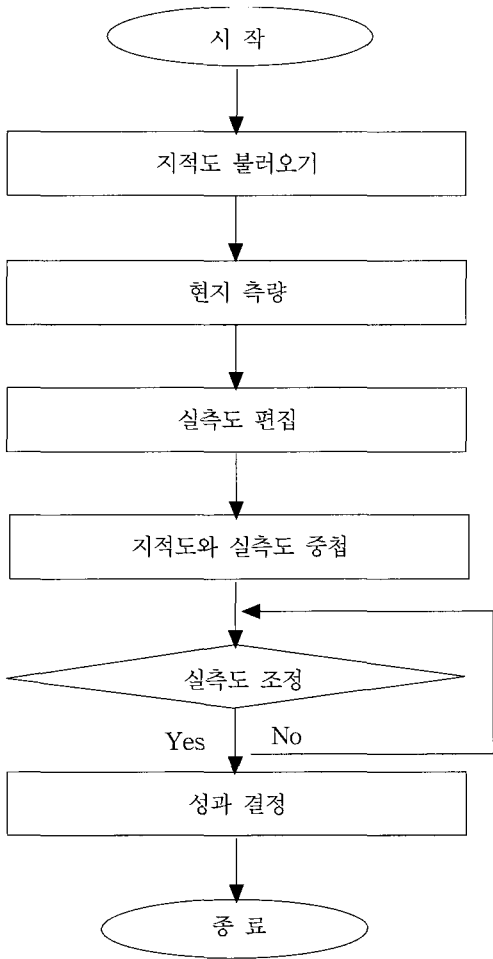 시 작
지적도 불러오기
현지 측량
실측도 편집
지적도와 실측도 중첩
실측도 조정
Yes No
성과 결정
종 료